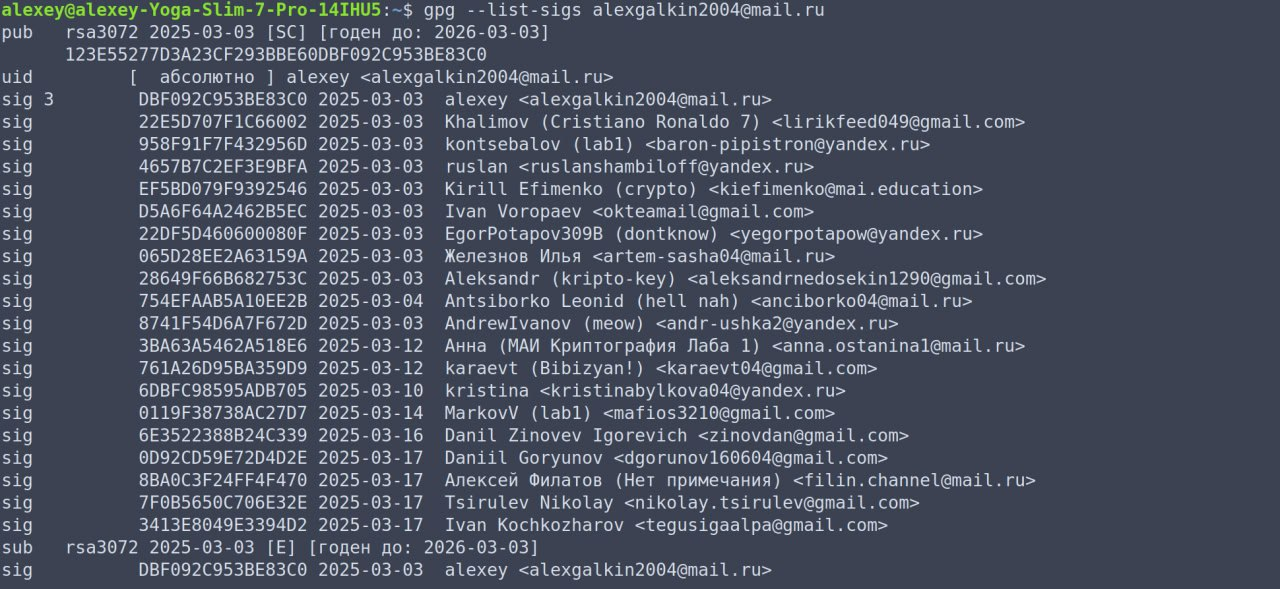 alexey@alexey-Yoga-Slim-7-Pro-14IHU5:~$ gpg --list-sigs alexgalkin2004@mail.ru
pub   rsa3072 2025-03-03 [SC] [годен до: 2026-03-03]
      123E55277D3A23CF293BBE60DBF092C953BE83C0
uid         [  абсолютно ] alexey <alexgalkin2004@mail.ru>
sig 3        DBF092C953BE83C0 2025-03-03  alexey <alexgalkin2004@mail.ru>
sig          22E5D707F1C66002 2025-03-03  Khalimov (Cristiano Ronaldo 7) <lirikfeed049@gmail.com>
sig          958F91F7F432956D 2025-03-03  kontsebalov (lab1) <baron-pipistron@yandex.ru>
sig          4657B7C2EF3E9BFA 2025-03-03  ruslan <ruslanshambiloff@yandex.ru>
sig          EF5BD079F9392546 2025-03-03  Kirill Efimenko (crypto) <kiefimenko@mai.education>
sig          D5A6F64A2462B5EC 2025-03-03  Ivan Voropaev <okteamail@gmail.com>
sig          22DF5D460600080F 2025-03-03  EgorPotapov309B (dontknow) <yegorpotapow@yandex.ru>
sig          065D28EE2A63159A 2025-03-03  Железнов Илья <artem-sasha04@mail.ru>
sig          28649F66B682753C 2025-03-03  Aleksandr (kripto-key) <aleksandrnedosekin1290@gmail.com>
sig          754EFAAB5A10EE2B 2025-03-04  Antsiborko Leonid (hell nah) <anciborko04@mail.ru>
sig          8741F54D6A7F672D 2025-03-03  AndrewIvanov (meow) <andr-ushka2@yandex.ru>
sig          3BA63A5462A518E6 2025-03-12  Анна (МАИ Криптография Лаба 1) <anna.ostanina1@mail.ru>
sig          761A26D95BA359D9 2025-03-12  karaevt (Bibizyan!) <karaevt04@gmail.com>
sig          6DBFC98595ADB705 2025-03-10  kristina <kristinabylkova04@yandex.ru>
sig          0119F38738AC27D7 2025-03-14  MarkovV (lab1) <mafios3210@gmail.com>
sig          6E3522388B24C339 2025-03-16  Danil Zinovev Igorevich <zinovdan@gmail.com>
sig          0D92CD59E72D4D2E 2025-03-17  Daniil Goryunov <dgorunov160604@gmail.com>
sig          8BA0C3F24FF4F470 2025-03-17  Алексей Филатов (Нет примечания) <filin.channel@mail.ru>
sig          7F0B5650C706E32E 2025-03-17  Tsirulev Nikolay <nikolay.tsirulev@gmail.com>
sig          3413E8049E3394D2 2025-03-17  Ivan Kochkozharov <tegusigaalpa@gmail.com>
sub   rsa3072 2025-03-03 [E] [годен до: 2026-03-03]
sig          DBF092C953BE83C0 2025-03-03  alexey <alexgalkin2004@mail.ru>